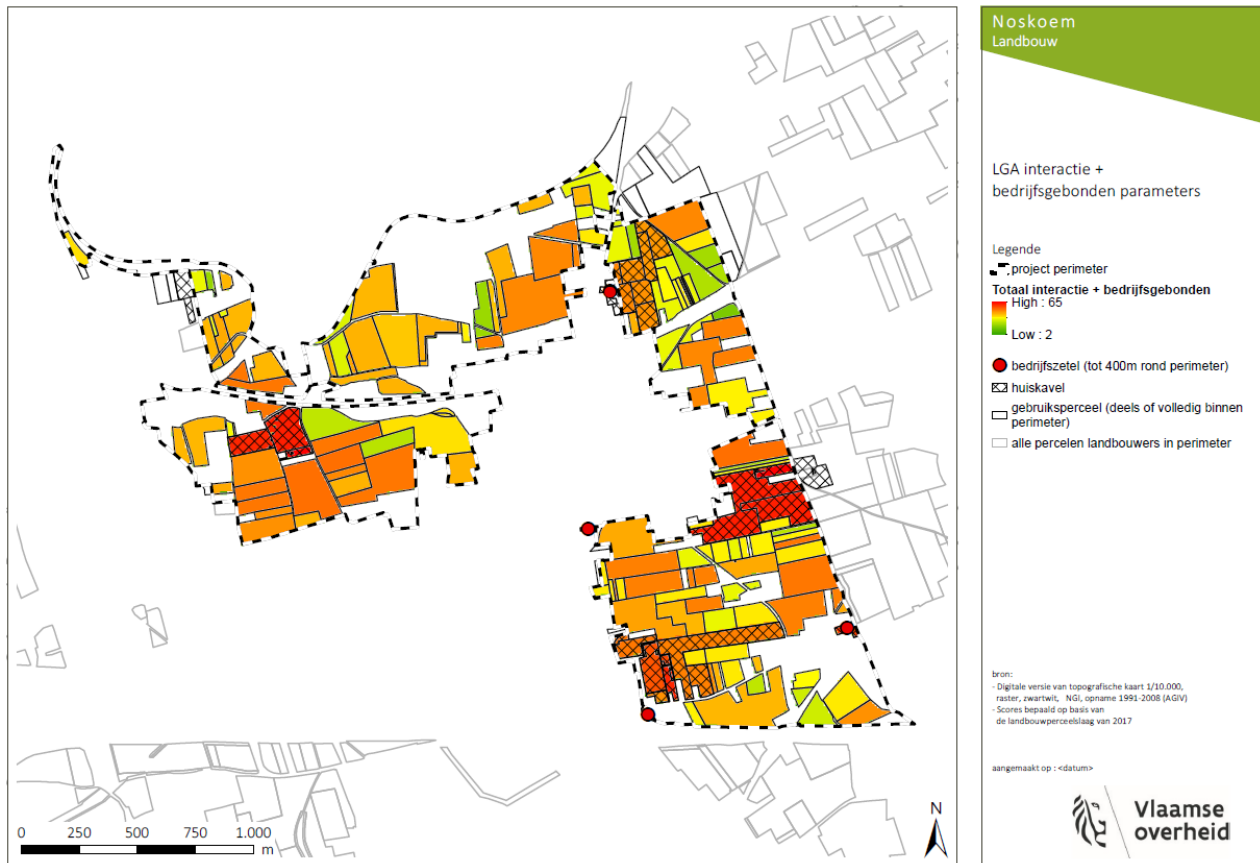 Noskoem
Landbouw
LGA interactie +
bedrijfsgebonden parameters
Legende
project perimeter
Totaal interactie + bedrijfsgebonden
High : 65
Low : 2
bedrijfszetel (tot 400m rond perimeter)
huiskavel
gebruiksperceel (deels of volledig binnen
perimeter)
alle percelen landbouwers in perimeter
bron:
- Digitale versie van topografische kaart 1/10.000,
raster, zwartwit, NGI, opname 1991-2008 (AGIV)
- Scores bepaald op basis van
de landbouwperceelslaag van 2017
aangemaakt op : <datum>
Vlaamse
overheid
N
0 250 500 750 1.000
m